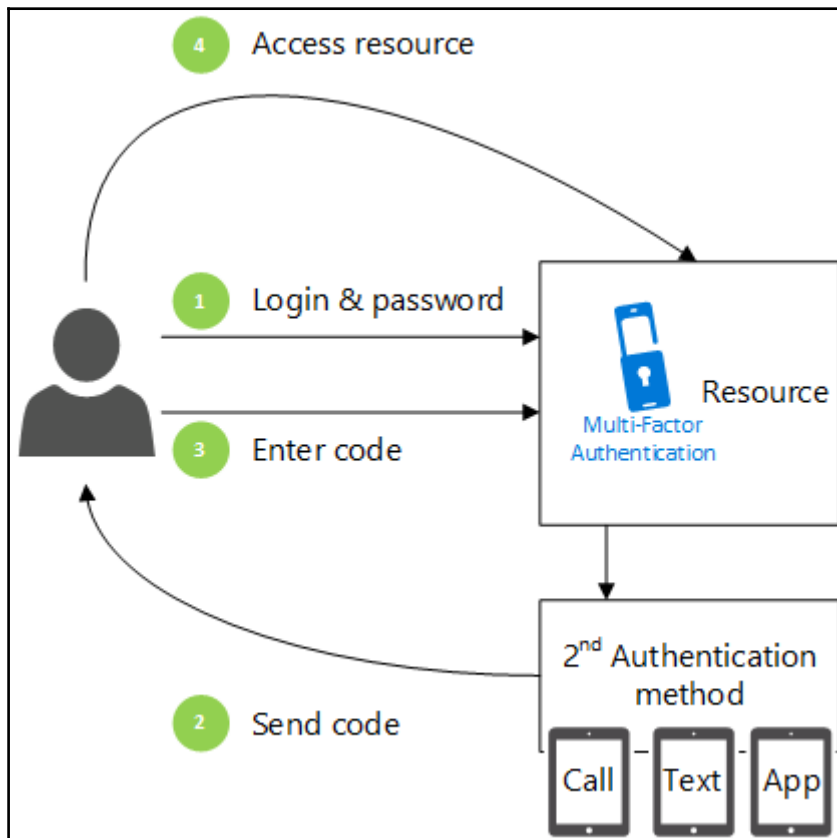 4 Access resource
1 Login & password
Resource
Multi-Factor
Authentication
3 Enter code
2nd Authentication
method
2 Send code
Call Text App